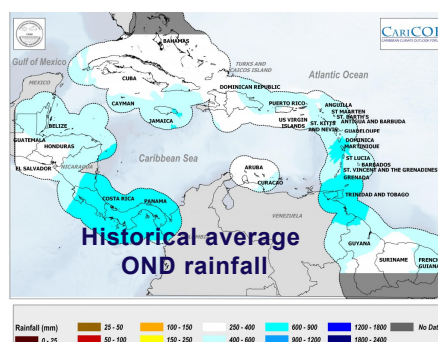 CARICOF
CARIBBEAN CLIMATE OUTLOOK FORUM
BAHAMAS
Gulf of Mexico
TURKS AND
CAICOS ISLAND
Atlantic Ocean
MEXICO
CUBA
DOMINICAN REPUBLIC
CAYMAN
PUERTO RICO
ANGUILLA
ST MAARTEN
ST. BARTH'S
JAMAICA
US VIRGIN
ISLANDS
ST. KITTS
AND NEVIS
ANTIGUA AND BARBUDA
GUADELOUPE
BELIZE
DOMINICA
MARTINIQUE
GUATEMALA
HONDURAS
Caribbean Sea
ST LUCIA
BARBADOS
NICARAGUA
EL SALVADOR
ARUBA
ST. VINCENT AND THE GRENADINES
GRENADA
CURACAO
TRINIDAD AND TOBAGO
COSTA RICA
PANAMA
VENEZUELA
Historical average
OND rainfall
GUYANA
SURINAME
FRENCH
GUIANA
Rainfall (mm) 25 - 50 100 - 150 250 - 400 600 - 900 1200 - 1800 No Dat
0 - 25 50 - 100 150 - 250 400 - 600 900 - 1200 1800 - 2400